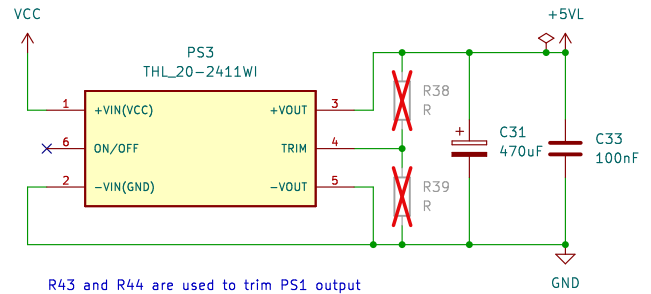 VCC
+5VL
PS3
THL_20-2411WI
1
+VIN(VCC)
+VOUT
3
R38
R
6
ON/OFF
TRIM
4
+
C31
470uF
C33
100nF
2
-VIN(GND)
-VOUT
5
R39
R
GND
R43 and R44 are used to trim PS1 output